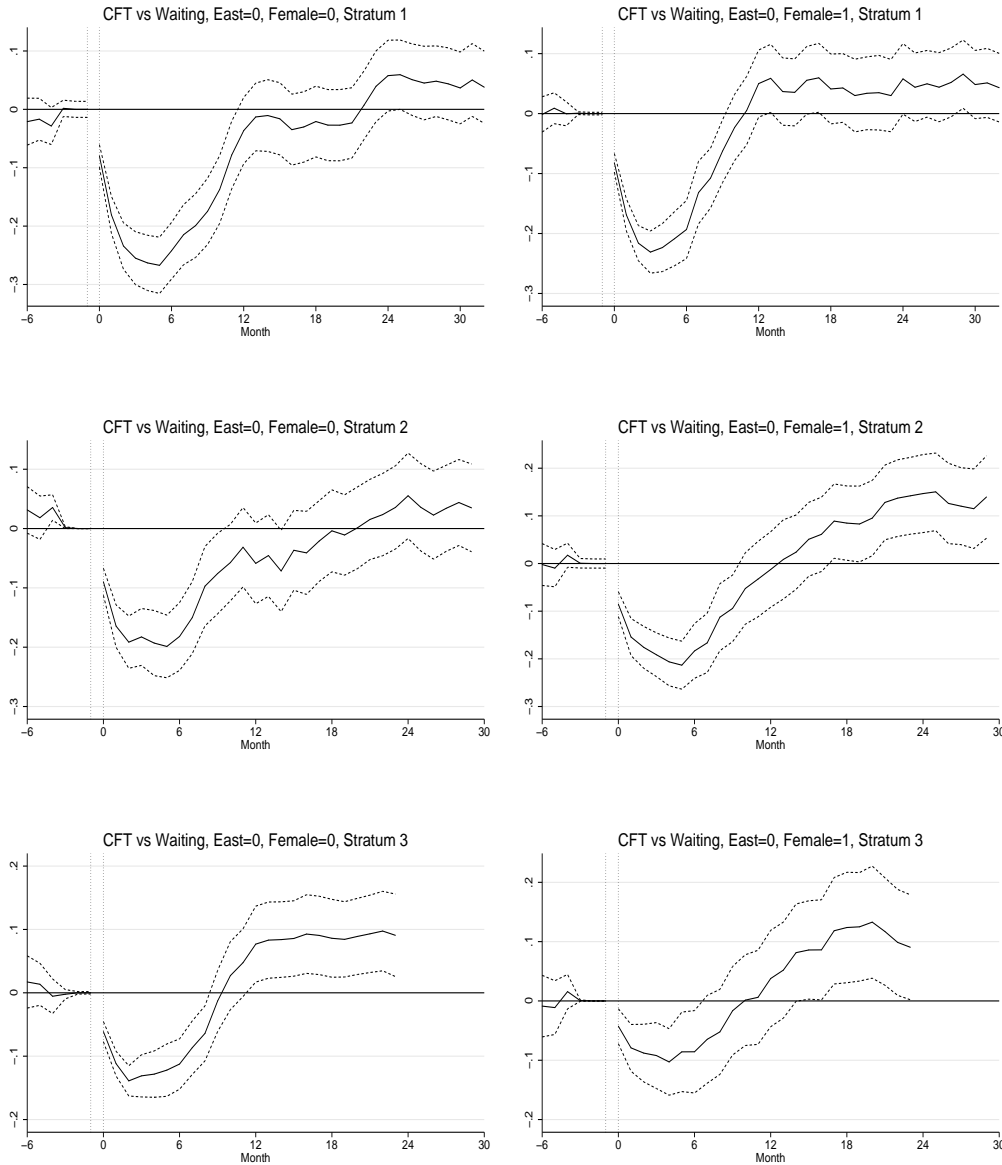 CFT vs Waiting, East=0, Female=0, Stratum 1
.1
0
−.1
−.2
−.3
−6 0 6 12 18 24 30
Month
CFT vs Waiting, East=0, Female=1, Stratum 1
.1
0
−.1
−.2
−.3
−6 0 6 12 18 24 30
Month
CFT vs Waiting, East=0, Female=0, Stratum 2
.1
0
−.1
−.2
−.3
−6 0 6 12 18 24 30
Month
CFT vs Waiting, East=0, Female=1, Stratum 2
.2
.1
0
−.1
−.2
−.3
−6 0 6 12 18 24 30
Month
CFT vs Waiting, East=0, Female=0, Stratum 3
.2
.1
0
−.1
−.2
−6 0 6 12 18 24 30
Month
CFT vs Waiting, East=0, Female=1, Stratum 3
.2
.1
0
−.1
−.2
−6 0 6 12 18 24 30
Month